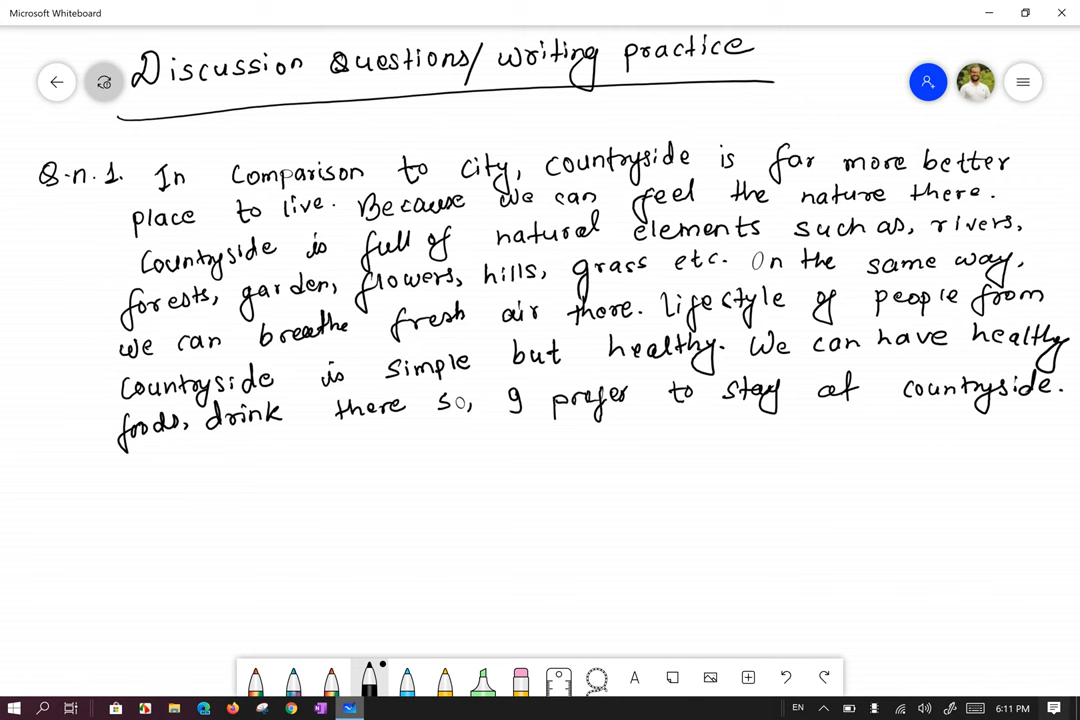 Microsoft Whiteboard
Discussion Questions/ writing practice
Q.n.1. In comparison to city, countryside is far more better
place to live. Because we can feel the nature there.
Countryside is full of natural elements such as, rivers,
forests, garden, flowers, hills, grass etc. On the same way,
we can breathe fresh air there. Lifestyle of people from
countryside is simple but healthy. We can have healthy
foods, drink there so, I prefer to stay at countryside.
EN
6:11 PM